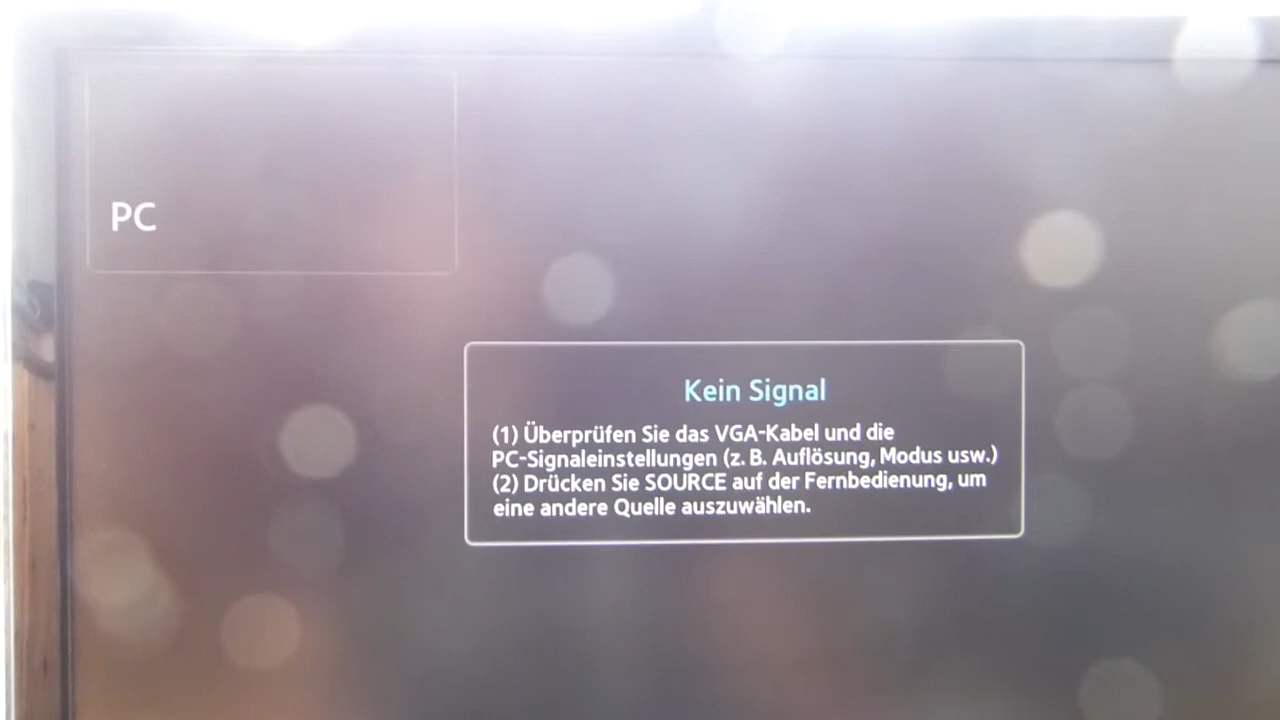 PC
Kein Signal
(1) Überprüfen Sie das VGA-Kabel und die
PC-Signaleinstellungen (z. B. Auflösung, Modus usw.)
(2) Drücken Sie SOURCE auf der Fernbedienung, um
eine andere Quelle auszuwählen.